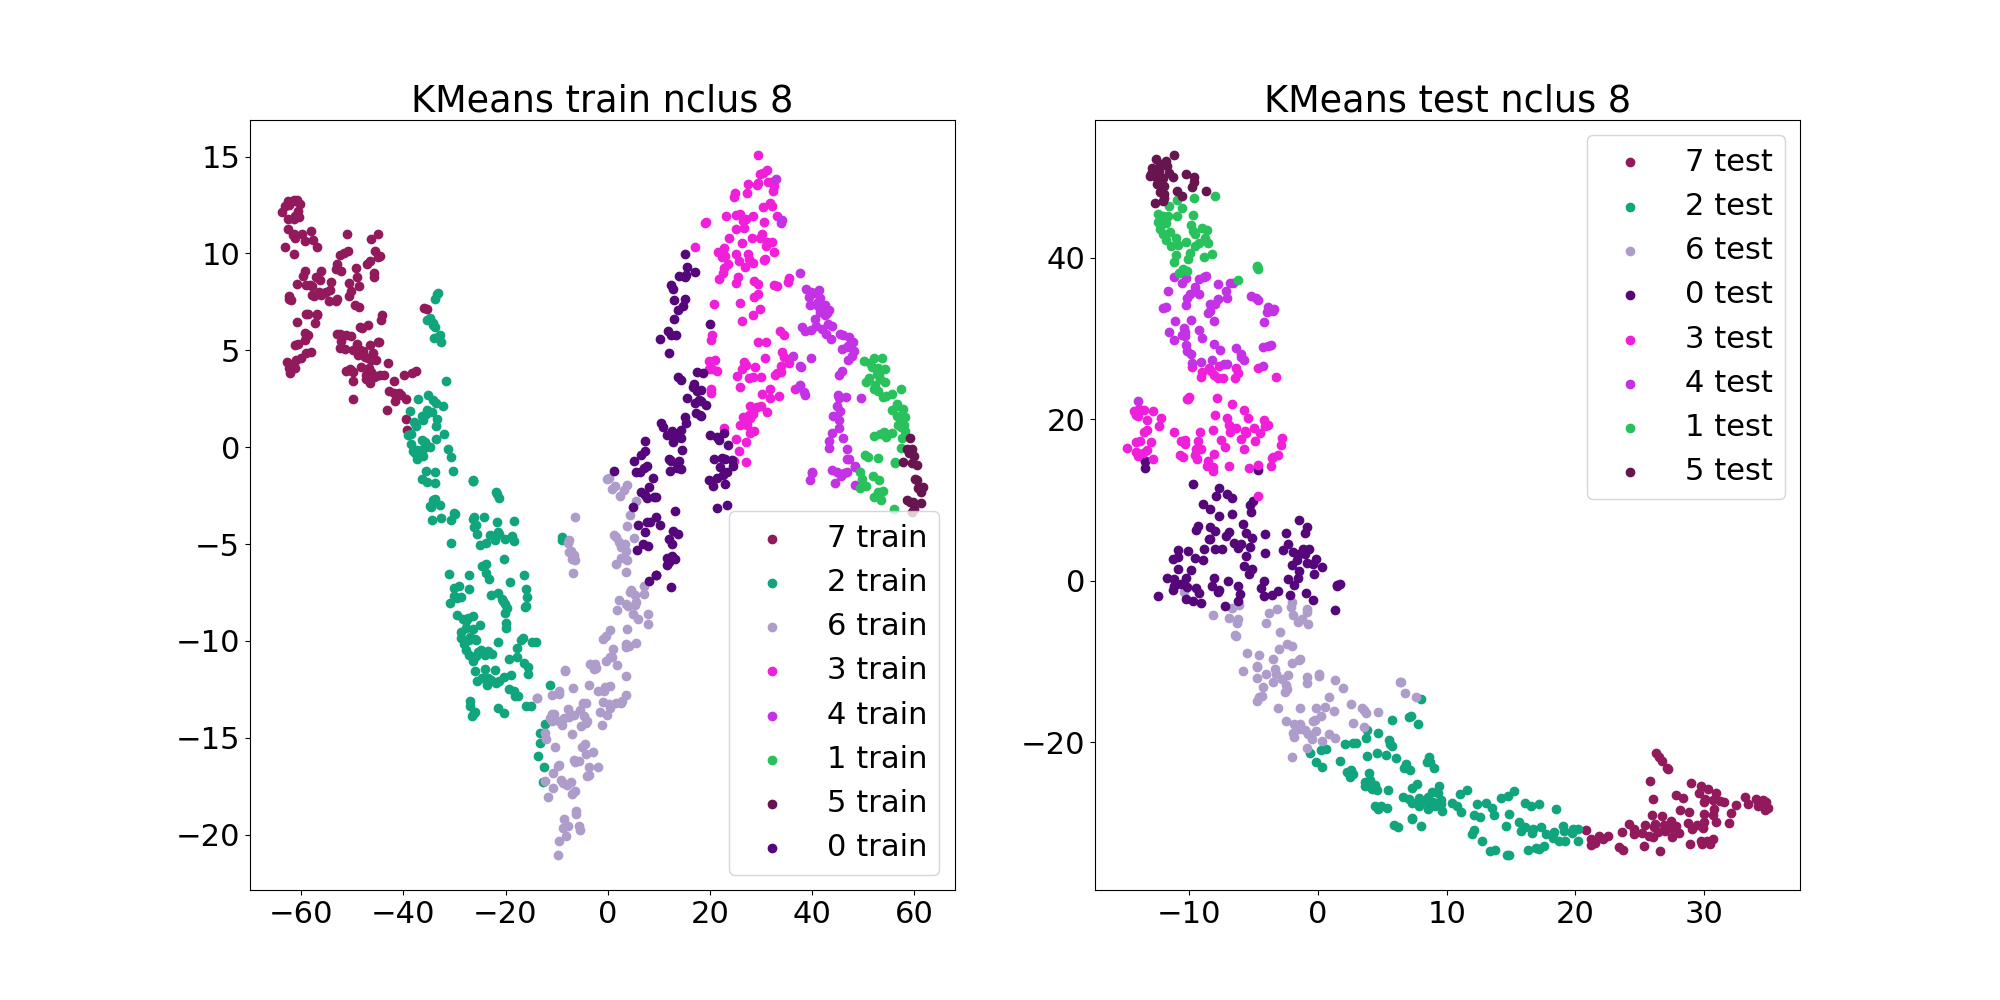 KMeans train nclus 8
15
10
5
0
−5
−10
−15
−20
−60
−40
−20
0
20
40
60
7 train
2 train
6 train
3 train
4 train
1 train
5 train
0 train
KMeans test nclus 8
40
20
0
−20
−10
0
10
20
30
7 test
2 test
6 test
0 test
3 test
4 test
1 test
5 test